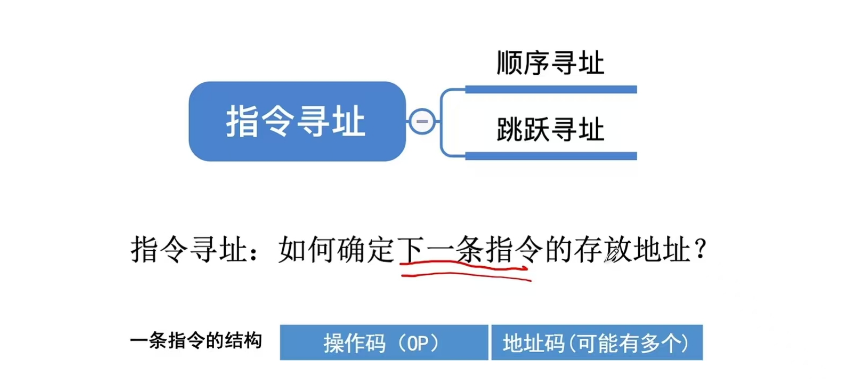 顺序寻址
指令寻址
跳跃寻址
指令寻址：如何确定下一条指令的存放地址？
一条指令的结构 操作码（OP） 地址码(可能有多个)